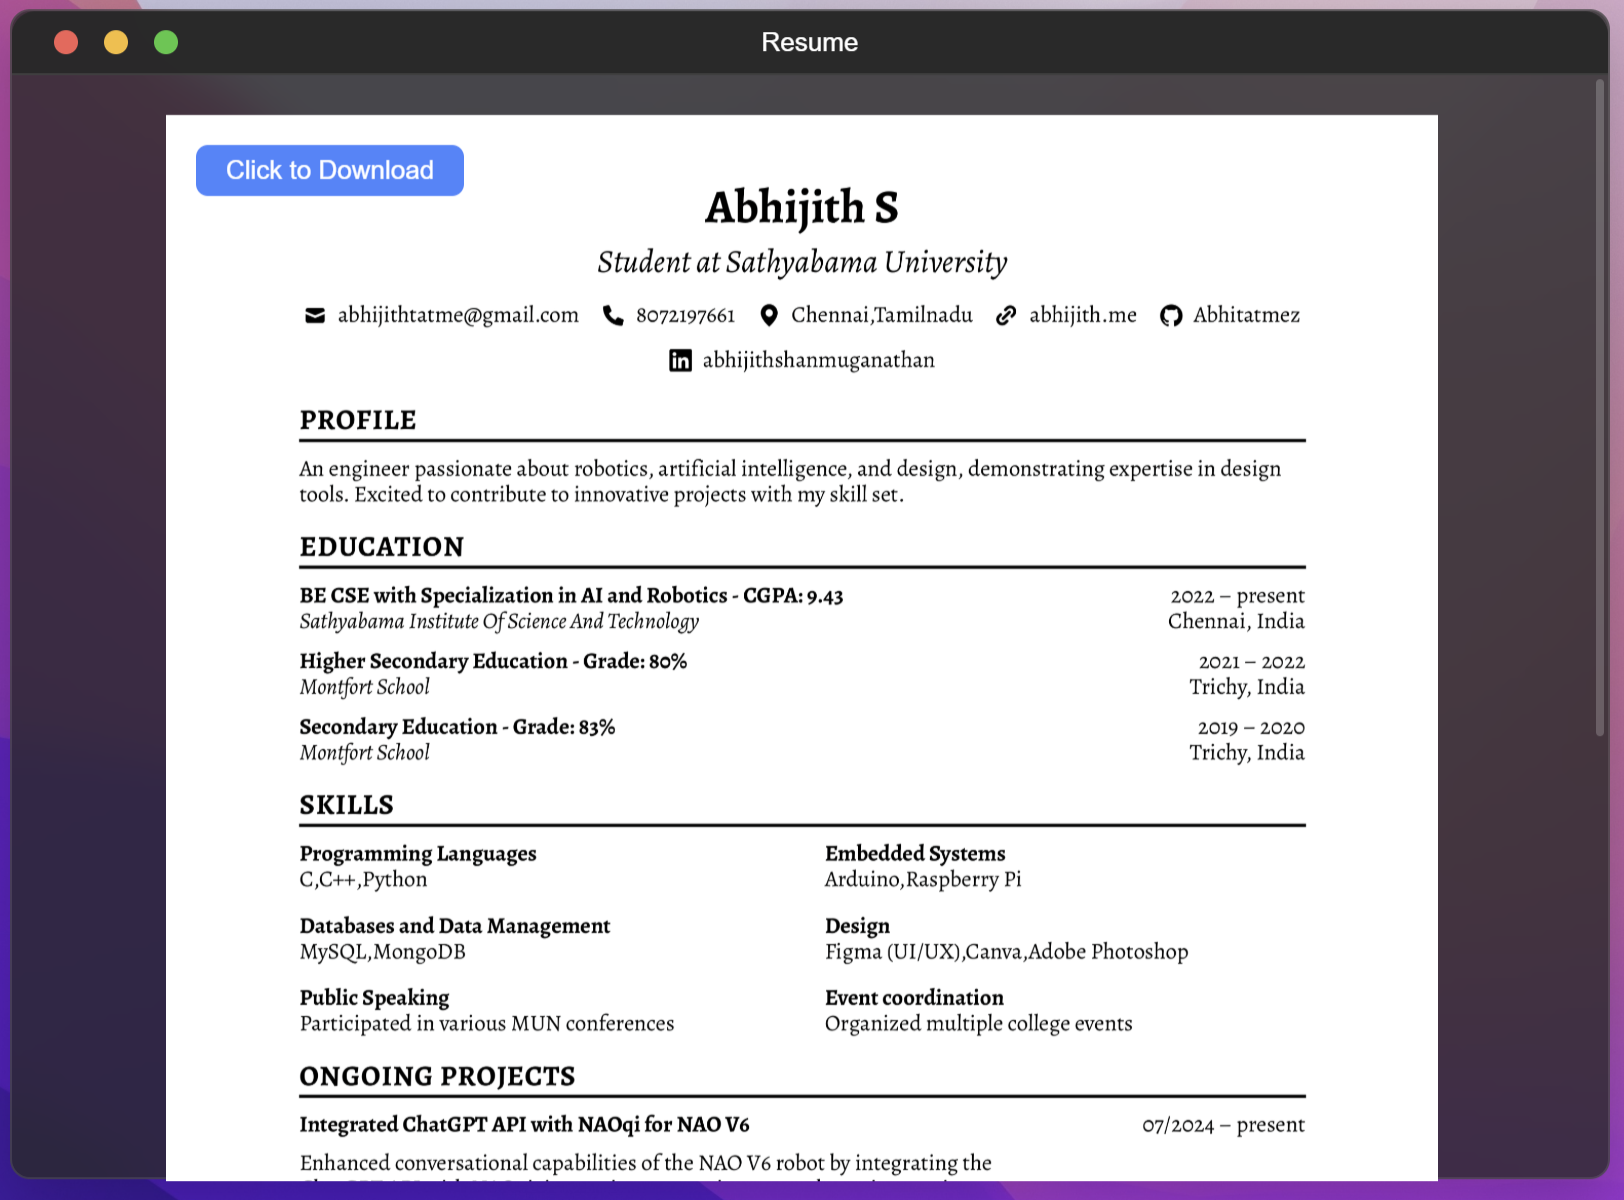 Resume
Click to Download
Abhijith S
Student at Sathyabama University
abhijithtatme@gmail.com 8072197661 Chennai,Tamilnadu abhijith.me Abhitatmez
abhijithshanmuganathan
PROFILE
An engineer passionate about robotics, artificial intelligence, and design, demonstrating expertise in design
tools. Excited to contribute to innovative projects with my skill set.
EDUCATION
BE CSE with Specialization in AI and Robotics - CGPA: 9.43 2022 – present
Sathyabama Institute Of Science And Technology Chennai, India
Higher Secondary Education - Grade: 80% 2021 – 2022
Montfort School Trichy, India
Secondary Education - Grade: 83% 2019 – 2020
Montfort School Trichy, India
SKILLS
Programming Languages Embedded Systems
C,C++,Python Arduino,Raspberry Pi
Databases and Data Management Design
MySQL,MongoDB Figma (UI/UX),Canva,Adobe Photoshop
Public Speaking Event coordination
Participated in various MUN conferences Organized multiple college events
ONGOING PROJECTS
Integrated ChatGPT API with NAOqi for NAO V6 07/2024 – present
Enhanced conversational capabilities of the NAO V6 robot by integrating the